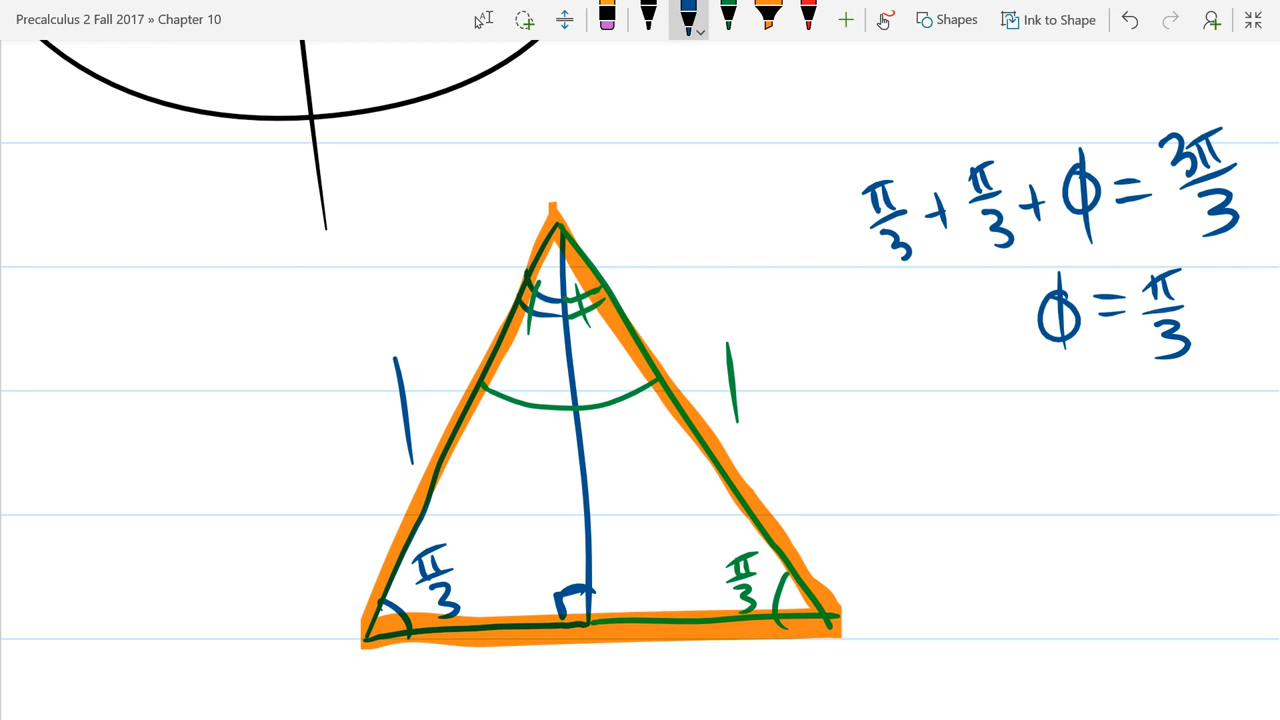 Precalculus 2 Fall 2017 » Chapter 10
Shapes
Ink to Shape
π/3 + π/3 + ϕ = 3π/3
ϕ = π/3
1
1
π/3
π/3